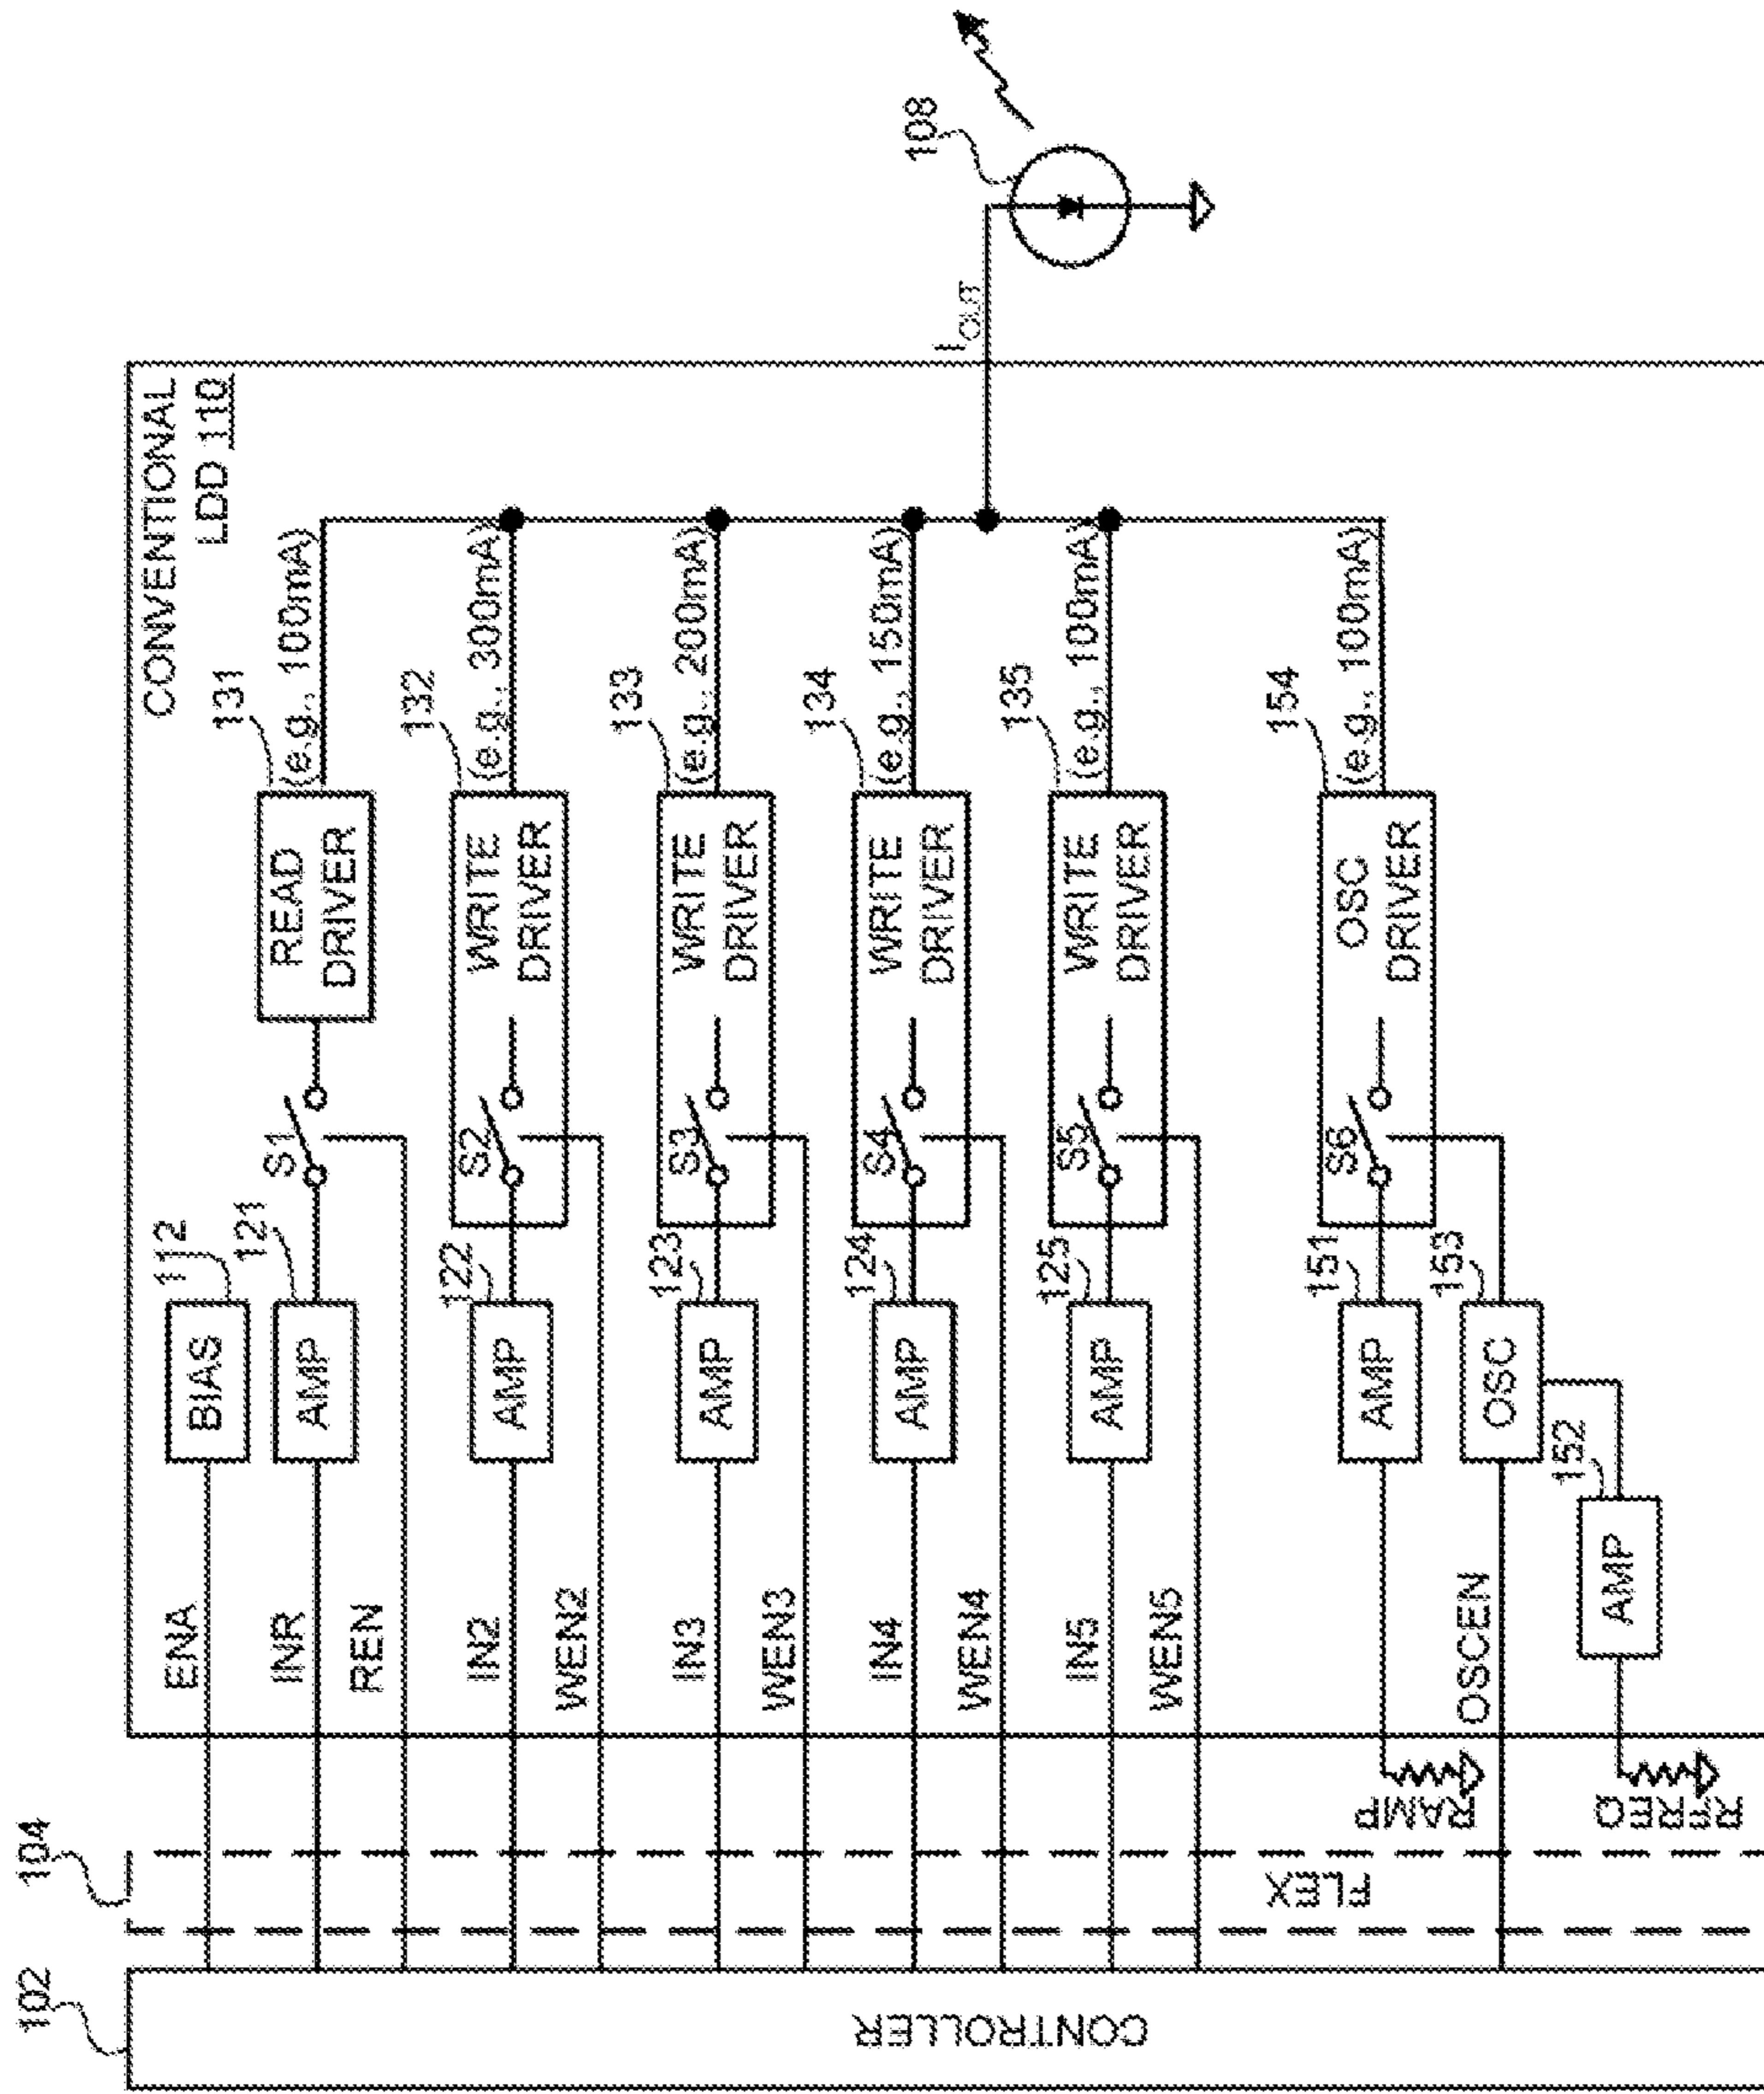 102
104
CONTROLLER
FLEX
CONVENTIONAL
LDD 110
ENA
BIAS
112
INR
AMP
121
S1
READ
DRIVER
131
(e.g., 100mA)
REN
IN2
AMP
122
S2
WRITE
DRIVER
132
(e.g., 300mA)
WEN2
IN3
AMP
123
S3
WRITE
DRIVER
133
(e.g., 200mA)
WEN3
IN4
AMP
124
S4
WRITE
DRIVER
134
(e.g., 150mA)
WEN4
IN5
AMP
125
S5
WRITE
DRIVER
135
(e.g., 100mA)
WEN5
RAMP
AMP
151
S6
OSC
DRIVER
154
(e.g., 100mA)
OSCEN
OSC
153
RFREQ
AMP
152
IOUT
108